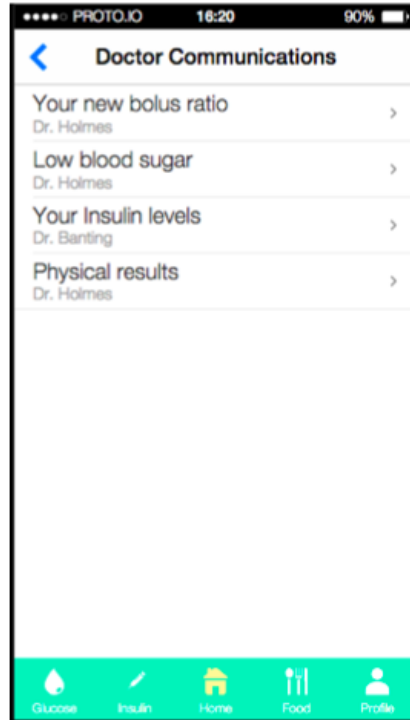 PROTO.IO 16:20 90%
Doctor Communications
Your new bolus ratio
Dr. Holmes
Low blood sugar
Dr. Holmes
Your Insulin levels
Dr. Banting
Physical results
Dr. Holmes
Glucose Insulin Home Food Profile